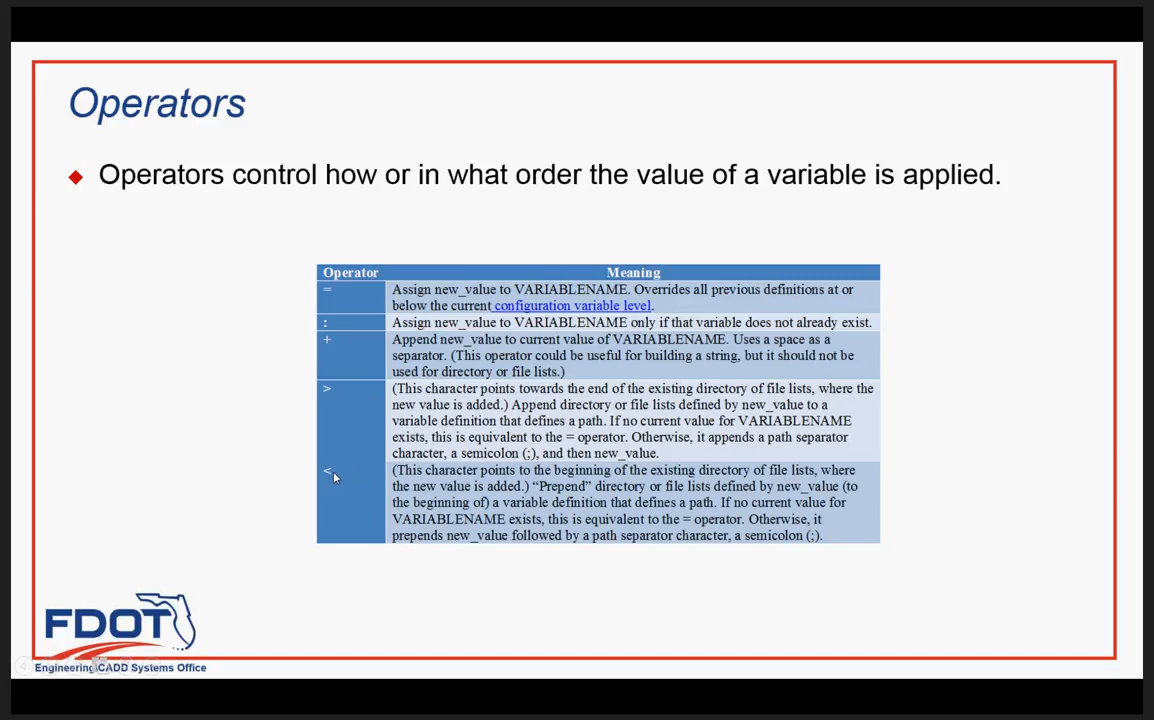 Operators
Operators control how or in what order the value of a variable is applied.
Operator Meaning
= Assign new_value to VARIABLENAME. Overrides all previous definitions at or
below the current configuration variable level.
: Assign new_value to VARIABLENAME only if that variable does not already exist.
+ Append new_value to current value of VARIABLENAME. Uses a space as a
separator. (This operator could be useful for building a string, but it should not be
used for directory or file lists.)
> (This character points towards the end of the existing directory of file lists, where the
new value is added.) Append directory or file lists defined by new_value to a
variable definition that defines a path. If no current value for VARIABLENAME
exists, this is equivalent to the = operator. Otherwise, it appends a path separator
character, a semicolon (;), and then new_value.
< (This character points to the beginning of the existing directory of file lists, where
the new value is added.) “Prepend” directory or file lists defined by new_value (to
the beginning of) a variable definition that defines a path. If no current value for
VARIABLENAME exists, this is equivalent to the = operator. Otherwise, it
prepends new_value followed by a path separator character, a semicolon (;).
FDOT
Engineering/CADD Systems Office